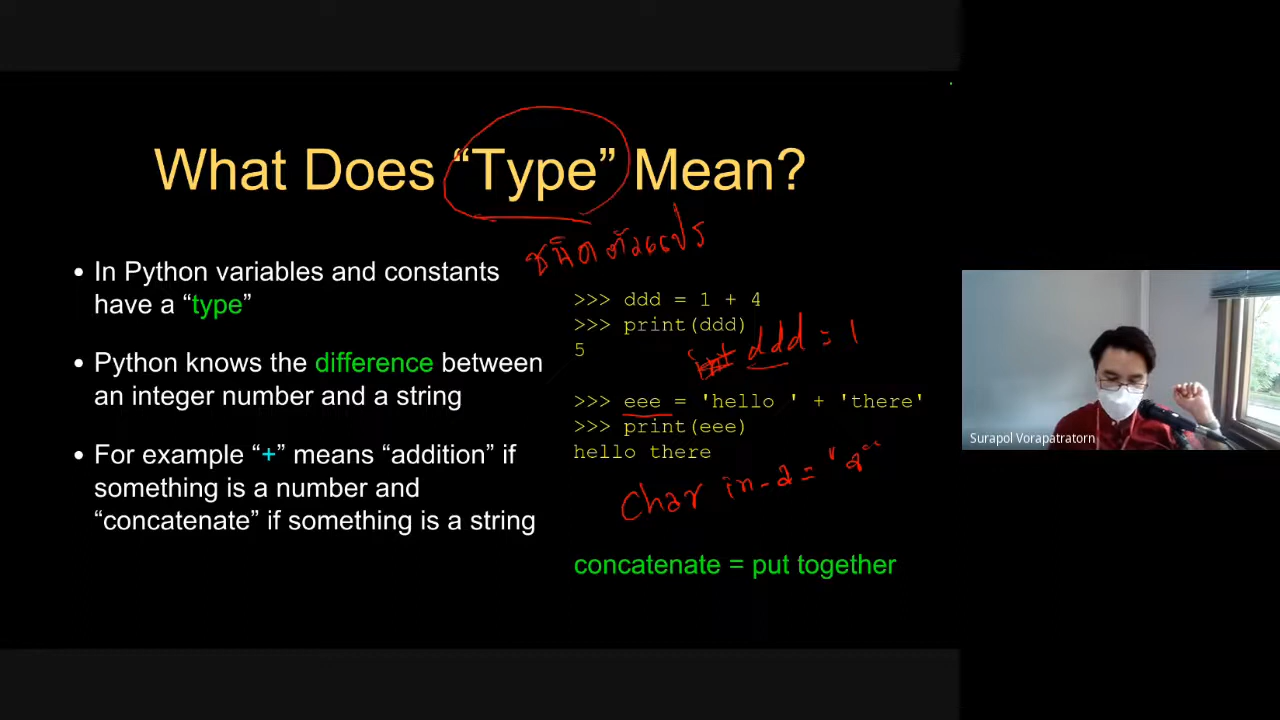 What Does “Type” Mean?
ชนิดตัวแปร
• In Python variables and constants
have a “type”
• Python knows the difference between
an integer number and a string
• For example “+” means “addition” if
something is a number and
“concatenate” if something is a string
>>> ddd = 1 + 4
>>> print(ddd)
5
int ddd = 1
>>> eee = 'hello ' + 'there'
>>> print(eee)
hello there
Char in-a = "a"
concatenate = put together
Surapol Vorapatratorn